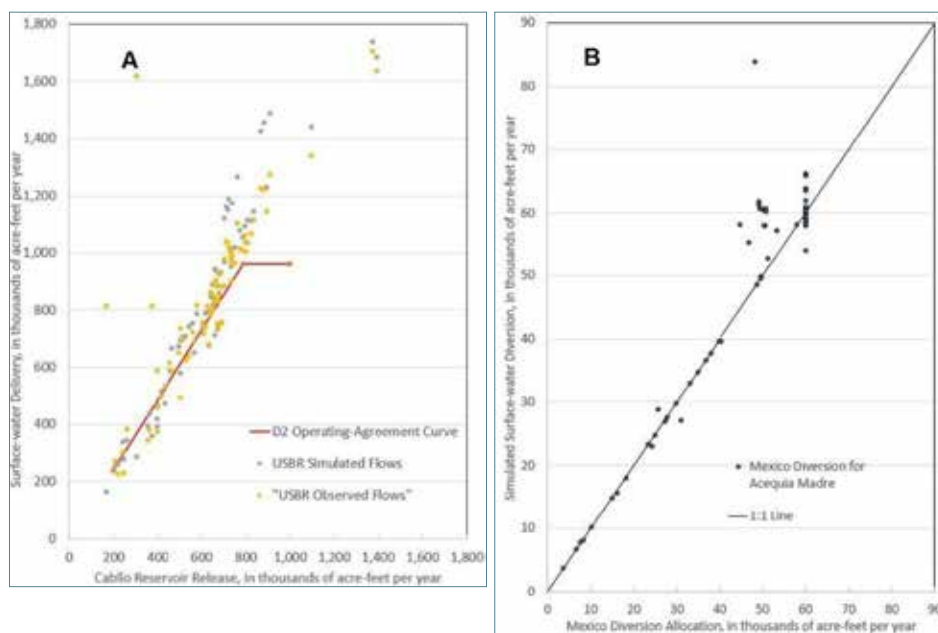 A
Surface-water Delivery, in thousands of acre-feet per year
1,800
1,600
1,400
1,200
1,000
800
600
400
200
0
D2 Operating-Agreement Curve
USBR Simulated Flows
"USBR Observed Flows"
0 200 400 600 800 1,000 1,200 1,400 1,600 1,800
Caballo Reservoir Release, in thousands of acre-feet per year
B
Simulated Surface-water Diversion, in thousands of acre-feet per year
90
80
70
60
50
40
30
20
10
0
Mexico Diversion for
Acequia Madre
1:1 Line
0 10 20 30 40 50 60 70 80 90
Mexico Diversion Allocation, in thousands of acre-feet per year